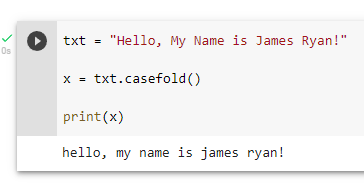 txt = "Hello, My Name is James Ryan!"
0s
x = txt.casefold()
print(x)
hello, my name is james ryan!